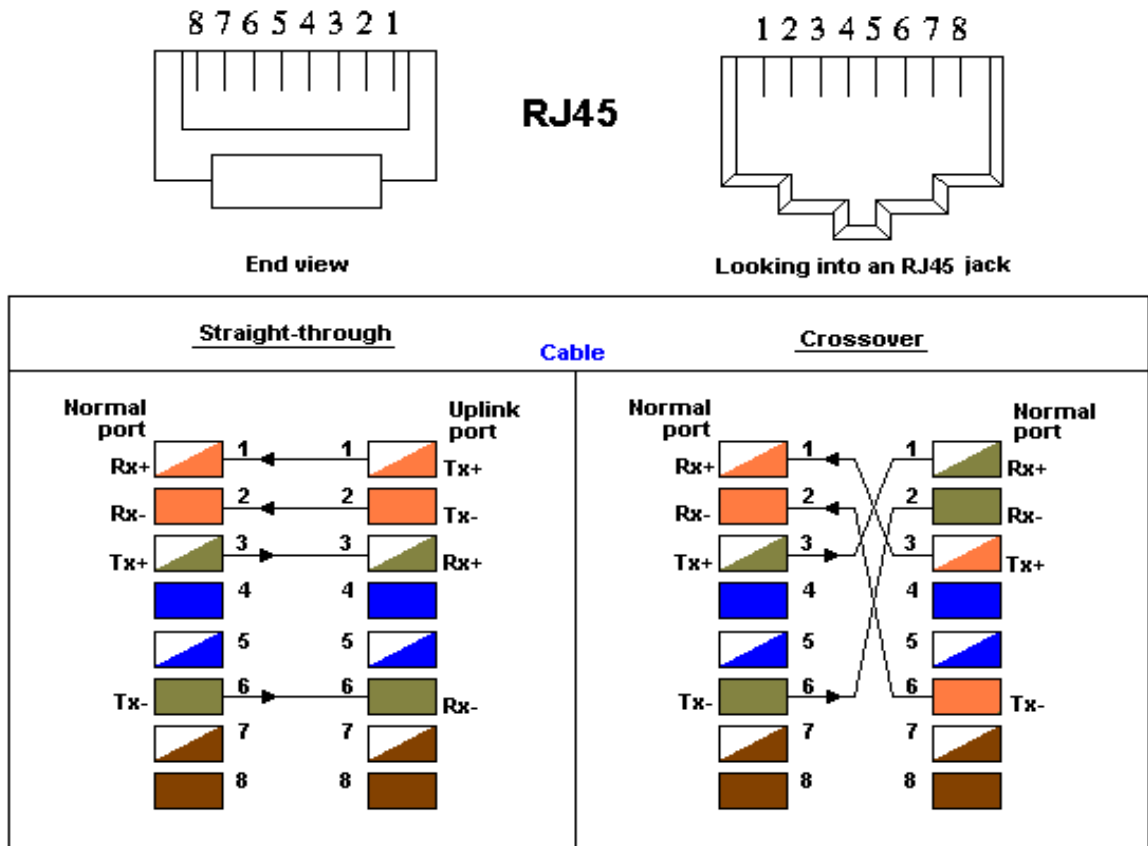 8 7 6 5 4 3 2 1
1 2 3 4 5 6 7 8
RJ45
End view
Looking into an RJ45 jack
Straight-through
Cable
Crossover
Normal
port
Uplink
port
Rx+ 1 1 Tx+
Rx- 2 2 Tx-
Tx+ 3 3 Rx+
4 4
5 5
Tx- 6 6 Rx-
7 7
8 8
Normal
port
Normal
port
Rx+ 1 1 Rx+
Rx- 2 2 Rx-
Tx+ 3 3 Tx+
4 4
5 5
Tx- 6 6 Tx-
7 7
8 8